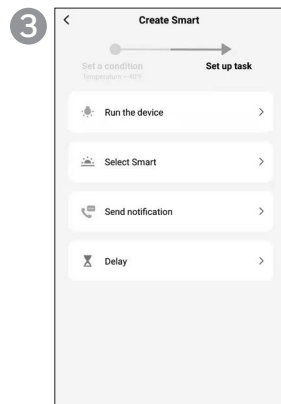 3
Create Smart
Set a condition
Set up task
Temperature > 40°F
Run the device
Select Smart
Send notification
Delay